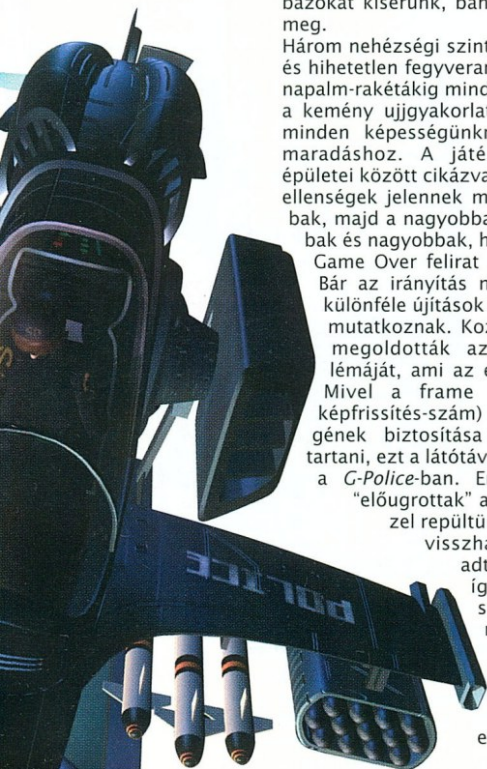 bázokat kísérünk, ban
meg.
Három nehézségi szint
és hihetetlen fegyverar
napalm-rakétákig mind
a kemény ujjgyakorlat
minden képességünkr
maradáshoz. A játé
épületei között cikázva
ellenségek jelennek m
bak, majd a nagyobba
bak és nagyobbak, h
Game Over felirat
Bár az irányítás n
különféle újítások
mutatkoznak. Koz
megoldották az
lémáját, ami az e
Mivel a frame
képfrissítés-szám)
gének biztosítása
tartani, ezt a látótáv
a G-Police-ban. E
"előugrottak" a
zel repültü
visszha
adt
íg
s
e
POLICE